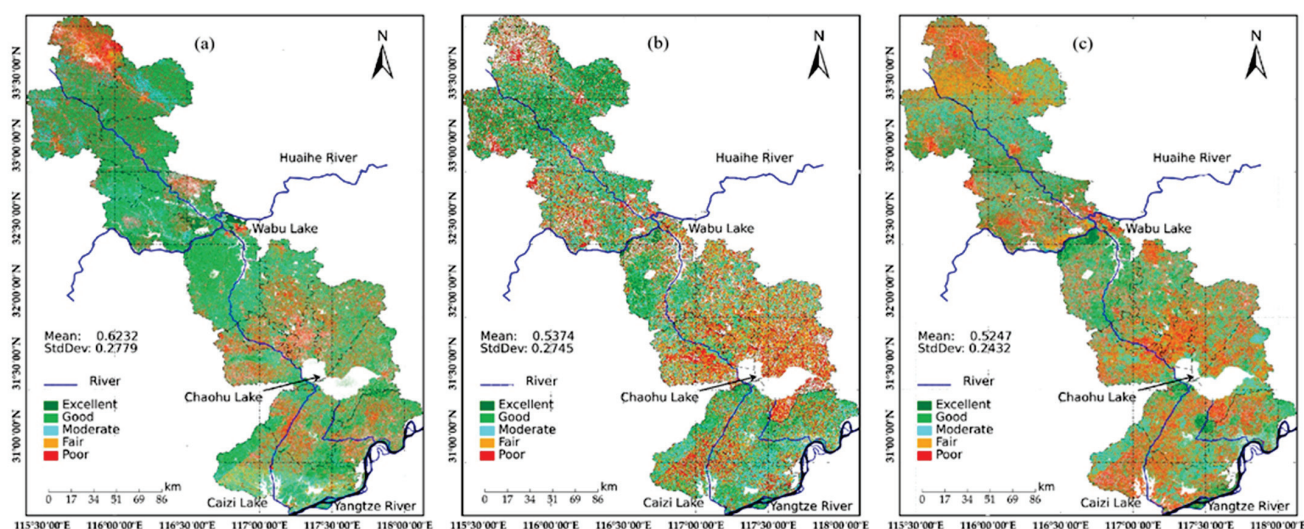 (a)
N
33°30'00"N
33°00'00"N
32°30'00"N
32°00'00"N
31°30'00"N
31°00'00"N
Huaihe River
Wabu Lake
Mean: 0.6232
StdDev: 0.2779
River
Chaohu Lake
Excellent
Good
Moderate
Fair
Poor
km
0 17 34 51 69 86
Caizi Lake
Yangtze River
115°30'00"E 116°00'00"E 116°30'00"E 117°00'00"E 117°30'00"E 118°00'00"E
(b)
N
33°30'00"N
33°00'00"N
32°30'00"N
32°00'00"N
31°30'00"N
31°00'00"N
Huaihe River
Wabu Lake
Mean: 0.5374
StdDev: 0.2745
River
Chaohu Lake
Excellent
Good
Moderate
Fair
Poor
km
0 17 34 51 69 86
Caizi Lake
Yangtze River
115°30'00"E 116°00'00"E 116°30'00"E 117°00'00"E 117°30'00"E 118°00'00"E
(c)
N
33°30'00"N
33°00'00"N
32°30'00"N
32°00'00"N
31°30'00"N
31°00'00"N
Huaihe River
Wabu Lake
Mean: 0.5247
StdDev: 0.2432
River
Chaohu Lake
Excellent
Good
Moderate
Fair
Poor
km
0 17 34 51 69 86
Caizi Lake
Yangtze River
115°30'00"E 116°00'00"E 116°30'00"E 117°00'00"E 117°30'00"E 118°00'00"E